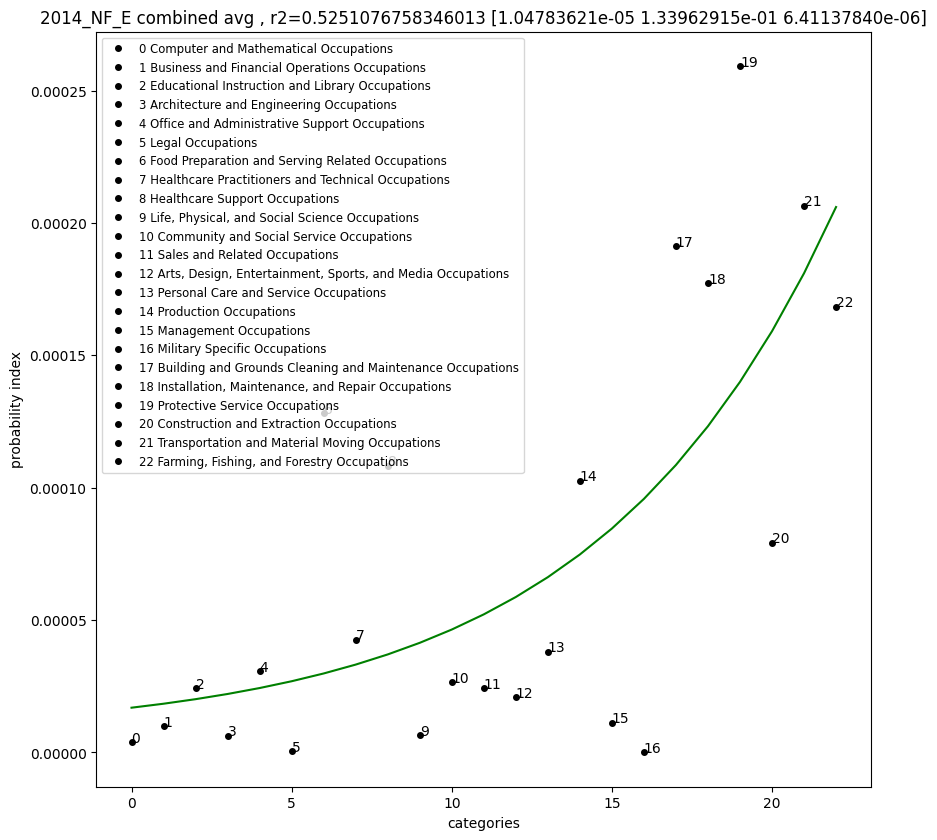 2014_NF_E combined avg , r2=0.5251076758346013 [1.04783621e-05 1.33962915e-01 6.41137840e-06]
0 Computer and Mathematical Occupations
1 Business and Financial Operations Occupations
2 Educational Instruction and Library Occupations
3 Architecture and Engineering Occupations
4 Office and Administrative Support Occupations
5 Legal Occupations
6 Food Preparation and Serving Related Occupations
7 Healthcare Practitioners and Technical Occupations
8 Healthcare Support Occupations
9 Life, Physical, and Social Science Occupations
10 Community and Social Service Occupations
11 Sales and Related Occupations
12 Arts, Design, Entertainment, Sports, and Media Occupations
13 Personal Care and Service Occupations
14 Production Occupations
15 Management Occupations
16 Military Specific Occupations
17 Building and Grounds Cleaning and Maintenance Occupations
18 Installation, Maintenance, and Repair Occupations
19 Protective Service Occupations
20 Construction and Extraction Occupations
21 Transportation and Material Moving Occupations
22 Farming, Fishing, and Forestry Occupations
probability index
0.00025
0.00020
0.00015
0.00010
0.00005
0.00000
19
21
17
18
22
14
20
7
13
4
2
10
11
12
15
1
3
9
0
5
16
0
5
10
15
20
categories